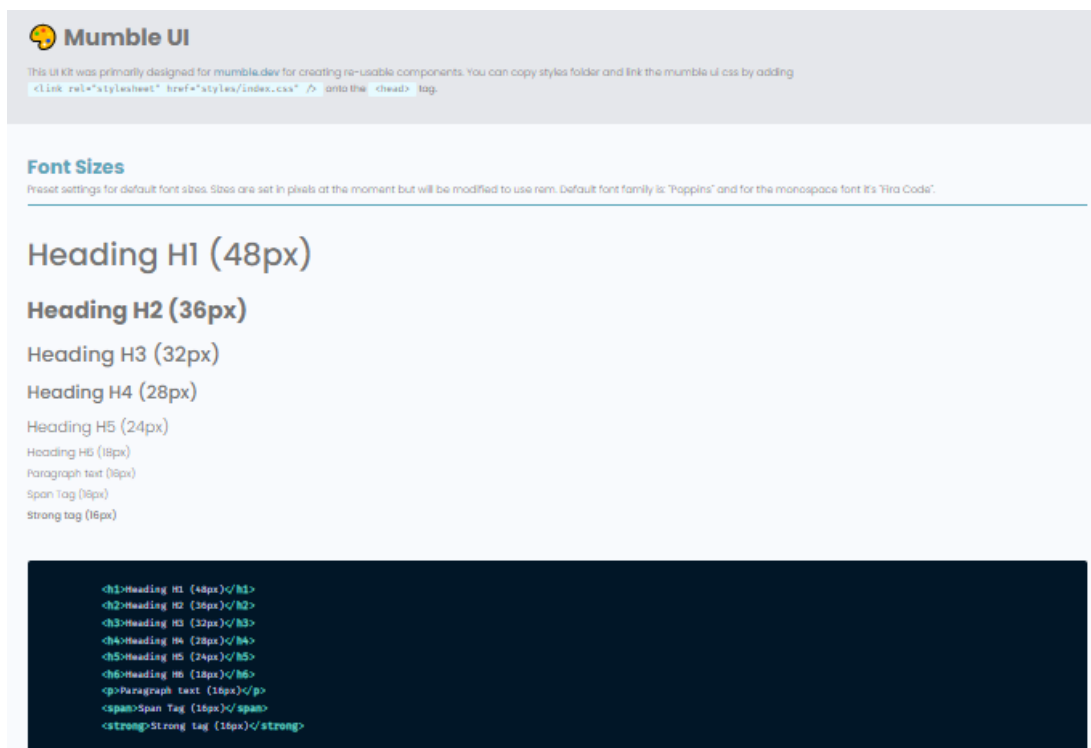 Mumble UI
This UI Kit was primarily designed for mumble.dev for creating re-usable components. You can copy styles folder and link the mumble ui css by adding
<link rel="stylesheet" href="styles/index.css" /> onto the <head> tag.
Font Sizes
Preset settings for default font sizes. Sizes are set in pixels at the moment but will be modified to use rem. Default font family is: "Poppins" and for the monospace font it's "Fira Code".
Heading H1 (48px)
Heading H2 (36px)
Heading H3 (32px)
Heading H4 (28px)
Heading H5 (24px)
Heading H6 (18px)
Paragraph text (16px)
Span Tag (16px)
Strong tag (16px)
<h1>Heading H1 (48px)</h1>
<h2>Heading H2 (36px)</h2>
<h3>Heading H3 (32px)</h3>
<h4>Heading H4 (28px)</h4>
<h5>Heading H5 (24px)</h5>
<h6>Heading H6 (18px)</h6>
<p>Paragraph text (16px)</p>
<span>Span Tag (16px)</span>
<strong>Strong tag (16px)</strong>